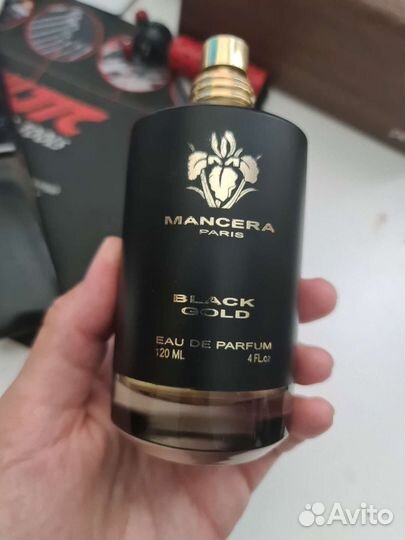 MANCERA
PARIS
BLACK
GOLD
EAU DE PARFUM
120 ML 4 FL.oz
Avito